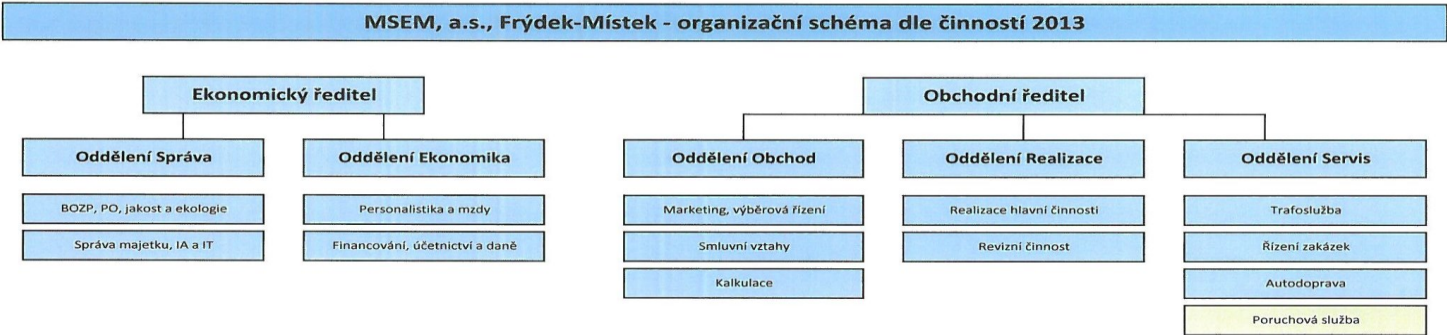 MSEM, a.s., Frýdek-Místek - organizační schéma dle činností 2013
Ekonomický ředitel
Obchodní ředitel
Oddělení Správa
Oddělení Ekonomika
Oddělení Obchod
Oddělení Realizace
Oddělení Servis
BOZP, PO, jakost a ekologie
Personalistika a mzdy
Marketing, výběrová řízení
Realizace hlavní činnosti
Trafoslužba
Správa majetku, IA a IT
Financování, účetnictví a daně
Smluvní vztahy
Revizní činnost
Řízení zakázek
Kalkulace
Autodoprava
Poruchová služba